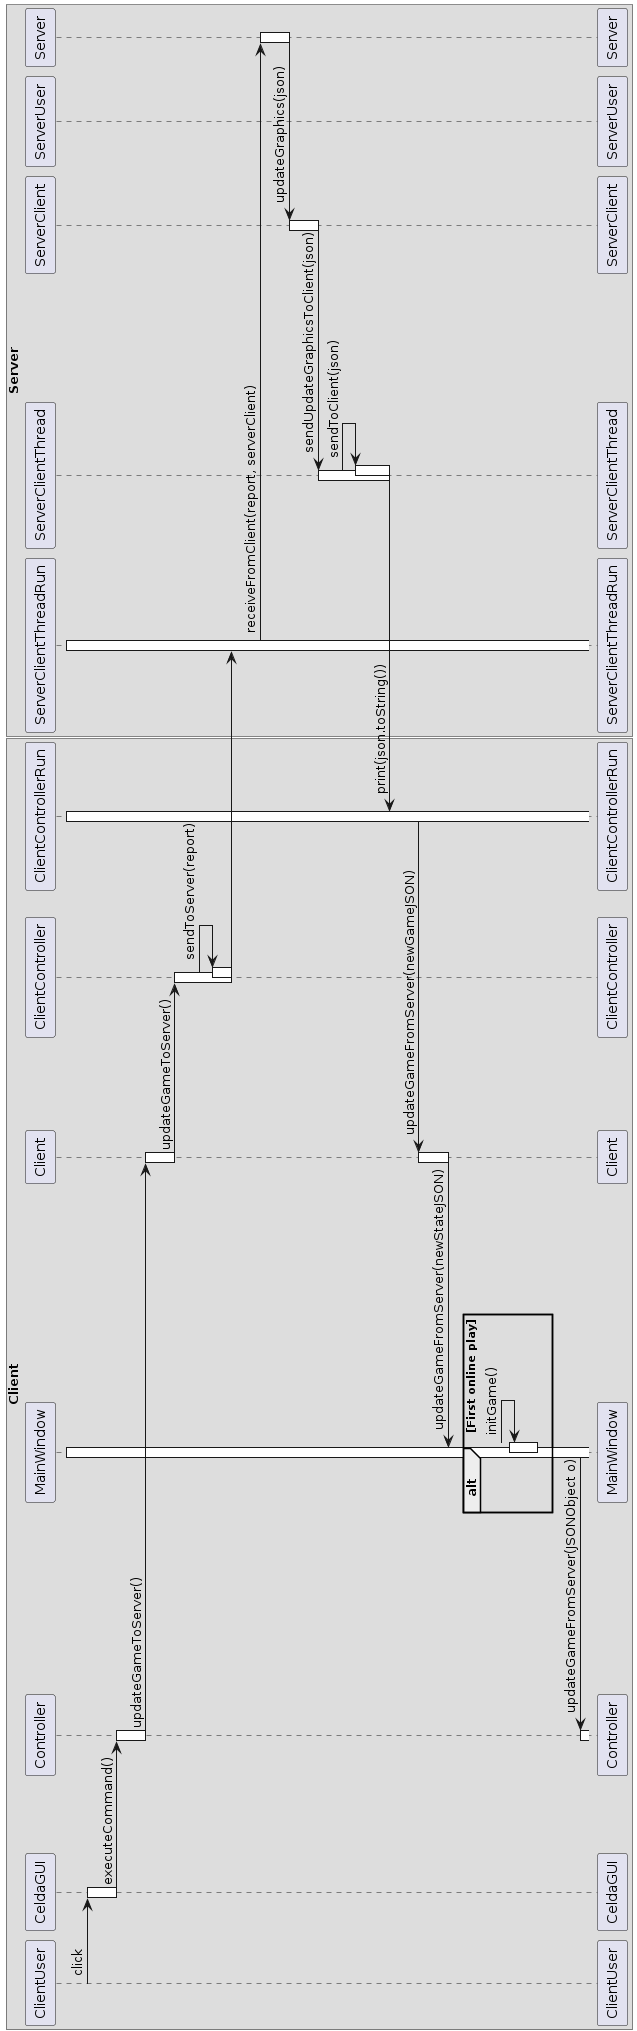 Client
Server
ClientUser
CeldaGUI
Controller
MainWindow
Client
ClientController
ClientControllerRun
ServerClientThreadRun
ServerClientThread
ServerClient
ServerUser
Server
click
executeCommand()
updateGameToServer()
updateGameToServer()
sendToServer(report)
receiveFromClient(report, serverClient)
updateGraphics(json)
sendUpdateGraphicsToClient(json)
sendToClient(json)
print(json.toString())
updateGameFromServer(newGameJSON)
updateGameFromServer(newStateJSON)
alt
[First online play]
initGame()
updateGameFromServer(JSONObject o)
ClientUser
CeldaGUI
Controller
MainWindow
Client
ClientController
ClientControllerRun
ServerClientThreadRun
ServerClientThread
ServerClient
ServerUser
Server